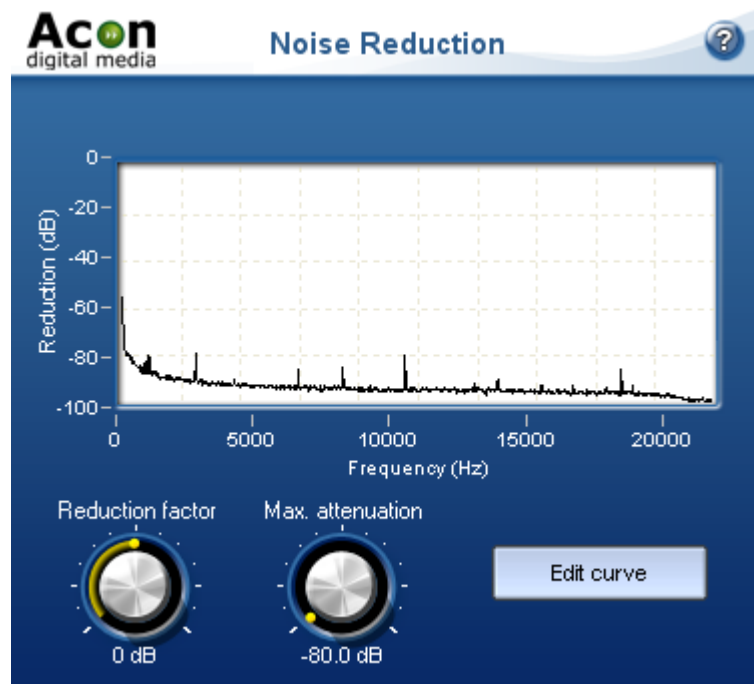 Acon
digital media
Noise Reduction
?
0
-20
-40
-60
-80
-100
Reduction (dB)
0
5000
10000
15000
20000
Frequency (Hz)
Reduction factor
Max. attenuation
0 dB
-80.0 dB
Edit curve